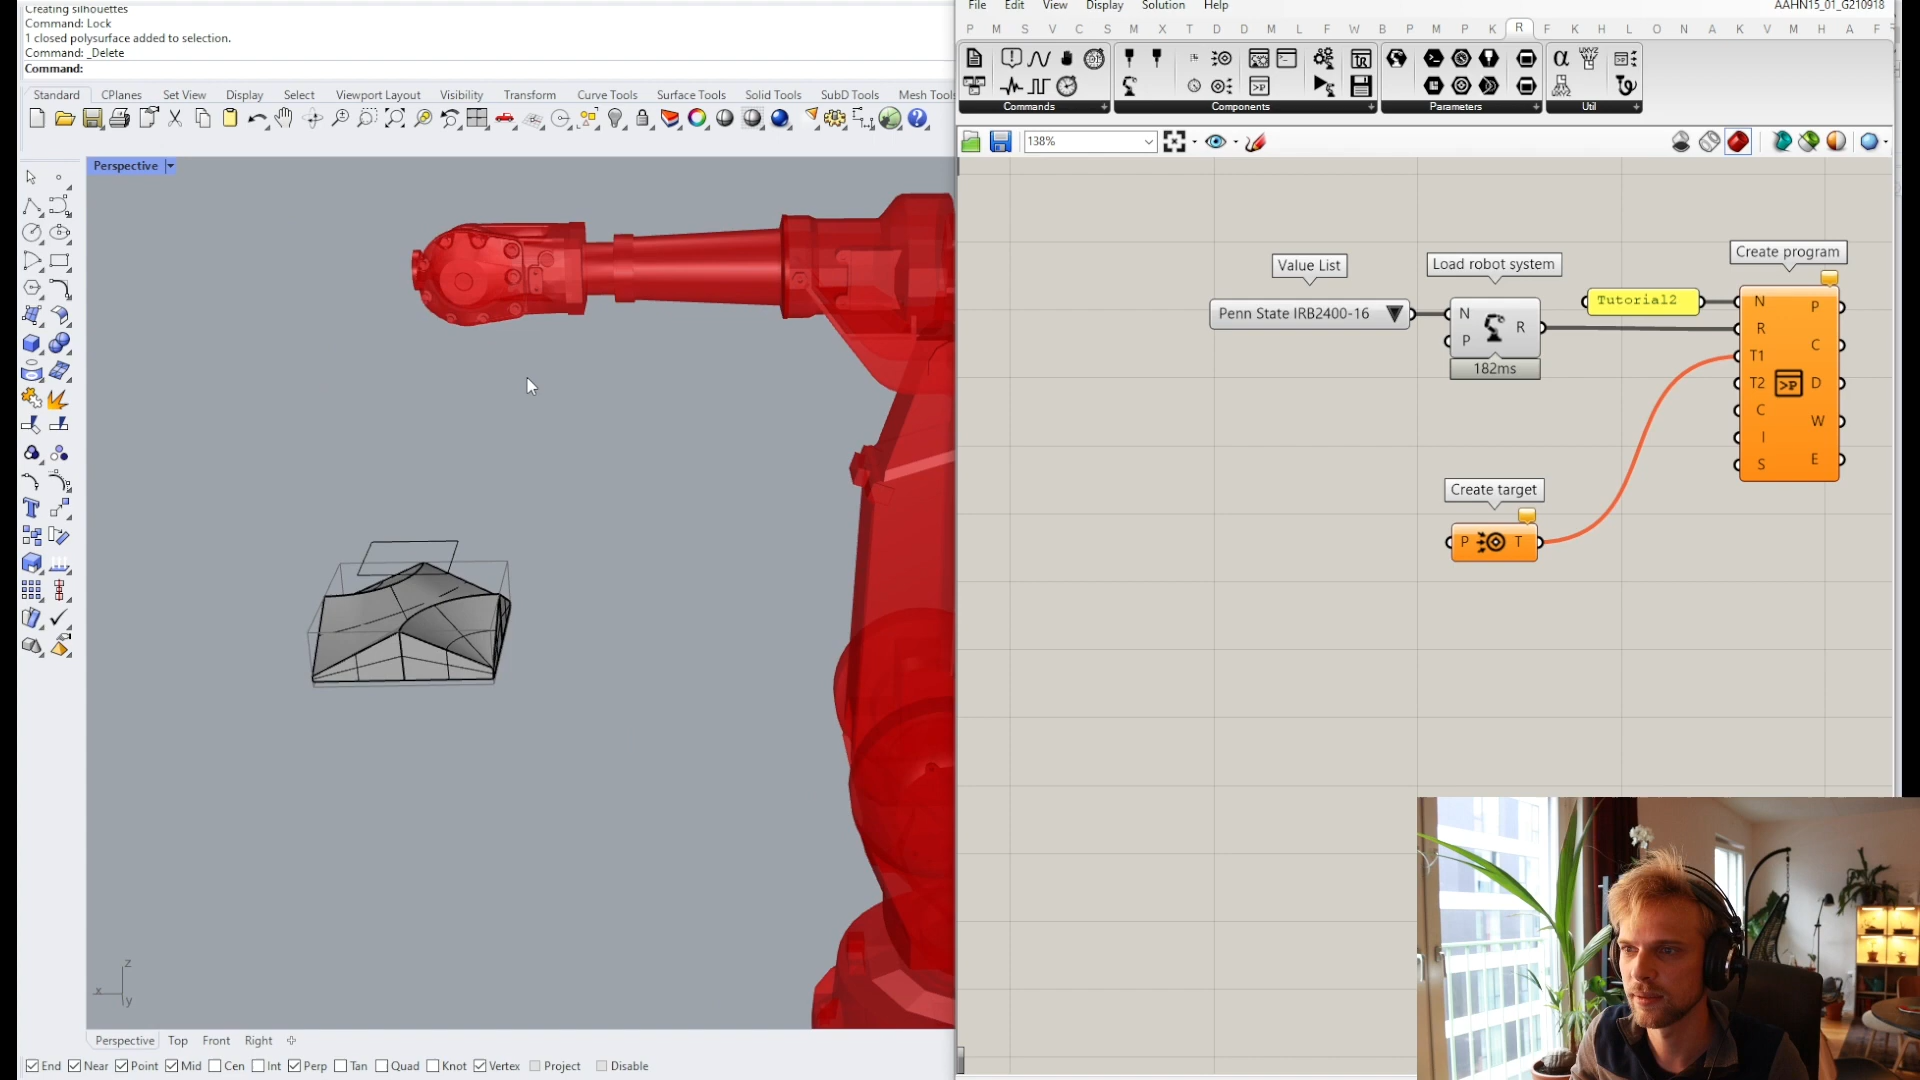 Creating silhouettes
Command: Lock
1 closed polysurface added to selection.
Command: _Delete
Command:
Standard CPlanes Set View Display Select Viewport Layout Visibility Transform Curve Tools Surface Tools Solid Tools SubD Tools Mesh Tools
Perspective
z
x
y
Perspective Top Front Right
End Near Point Mid Cen Int Perp Tan Quad Knot Vertex Project Disable
File Edit View Display Solution Help
AAHN15_01_G210918
P M S V C S M X T D D M L F W B P M P K R F K H L O N A K V M H A F
Commands Components Parameters Util
138%
Value List
Penn State IRB2400-16
Load robot system
N
P
R
182ms
Tutorial2
Create program
N
R
T1
T2
C
I
S
>P
P
C
D
W
E
Create target
P T